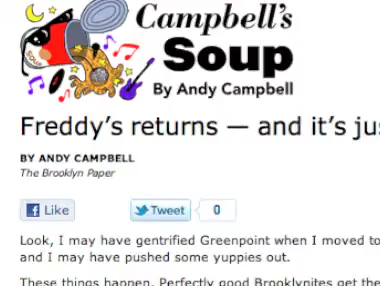 Campbell's
Soup
By Andy Campbell
SOUP
Freddy's returns — and it's
BY ANDY CAMPBELL
The Brooklyn Paper
Like
Tweet 0
Look, I may have gentrified Greenpoint when I moved to
and I may have pushed some yuppies out.
These things happen. Perfectly good Brooklynites get the